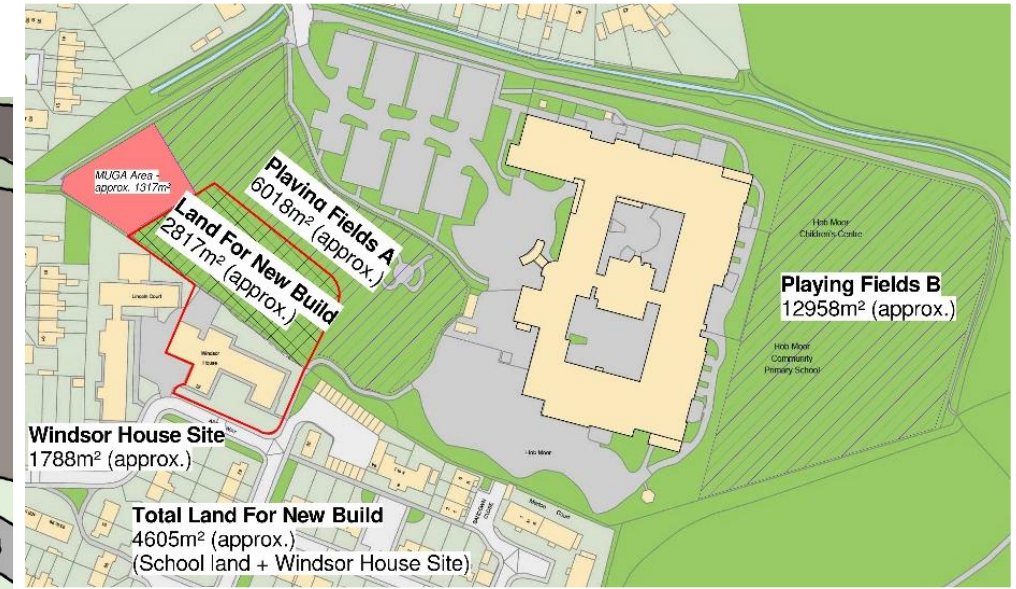 MUGA Area -
approx. 1317m²
Playing Fields A
6018m² (approx.)
Land For New Build
2817m² (approx.)
Hob Moor
Children's Centre
Playing Fields B
12958m² (approx.)
Hob Moor
Community
Primary School
Lincoln Court
Windsor
House
Windsor House Site
1788m² (approx.)
Hob Moor
Total Land For New Build
4605m² (approx.)
(School land + Windsor House Site)